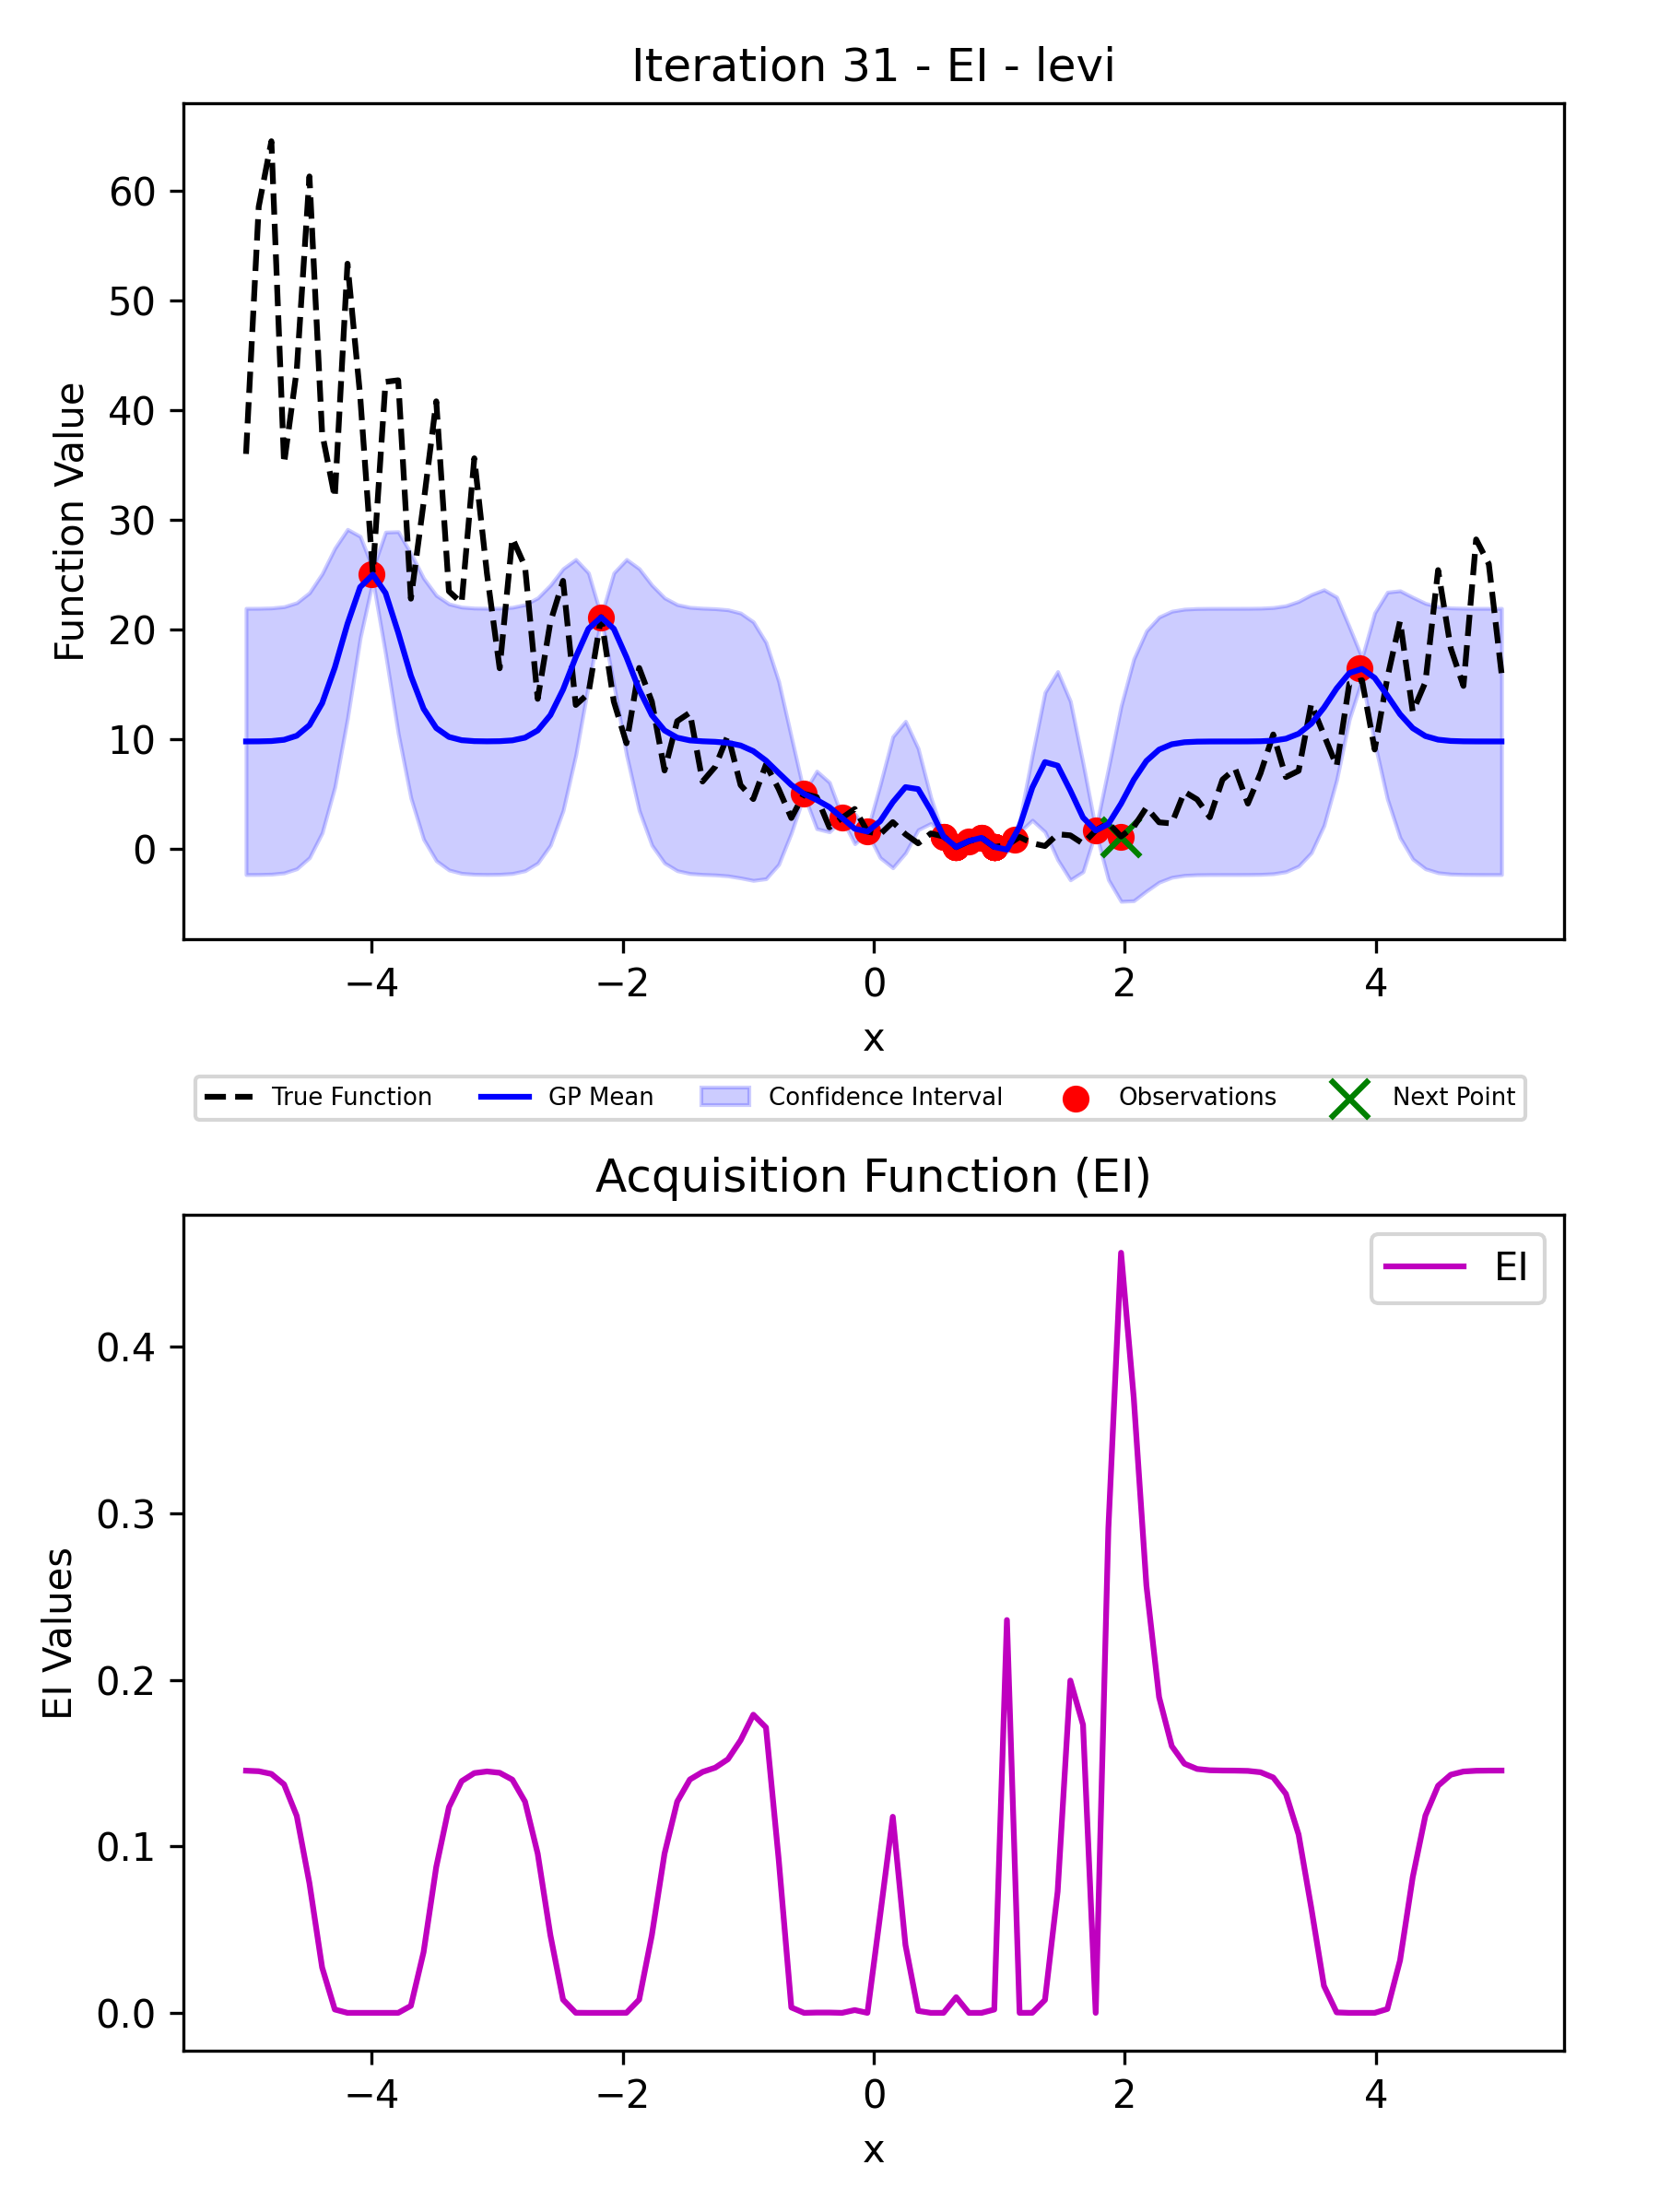 Iteration 31 - EI - levi
60
50
40
30
20
10
0
Function Value
−4 −2 0 2 4
x
True Function GP Mean Confidence Interval Observations Next Point
Acquisition Function (EI)
EI
0.4
0.3
0.2
0.1
0.0
EI Values
−4 −2 0 2 4
x